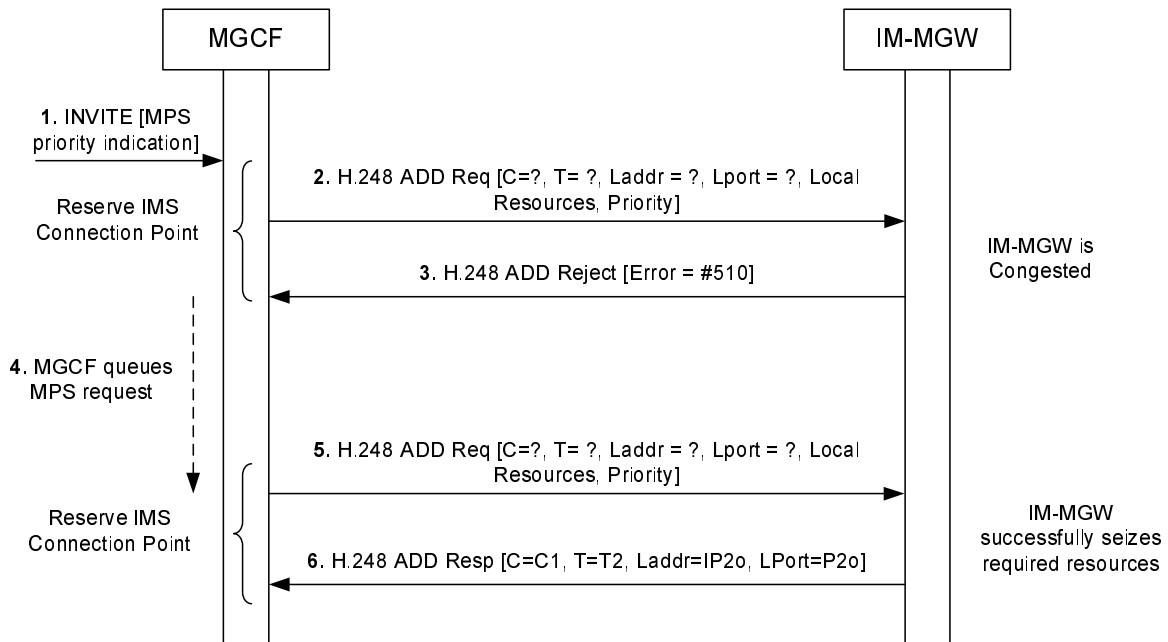 MGCF
IM-MGW
1. INVITE [MPS
priority indication]
2. H.248 ADD Req [C=?, T= ?, Laddr = ?, Lport = ?, Local
Resources, Priority]
Reserve IMS
Connection Point
IM-MGW is
Congested
3. H.248 ADD Reject [Error = #510]
4. MGCF queues
MPS request
5. H.248 ADD Req [C=?, T= ?, Laddr = ?, Lport = ?, Local
Resources, Priority]
Reserve IMS
Connection Point
IM-MGW
successfully seizes
required resources
6. H.248 ADD Resp [C=C1, T=T2, Laddr=IP2o, LPort=P2o]